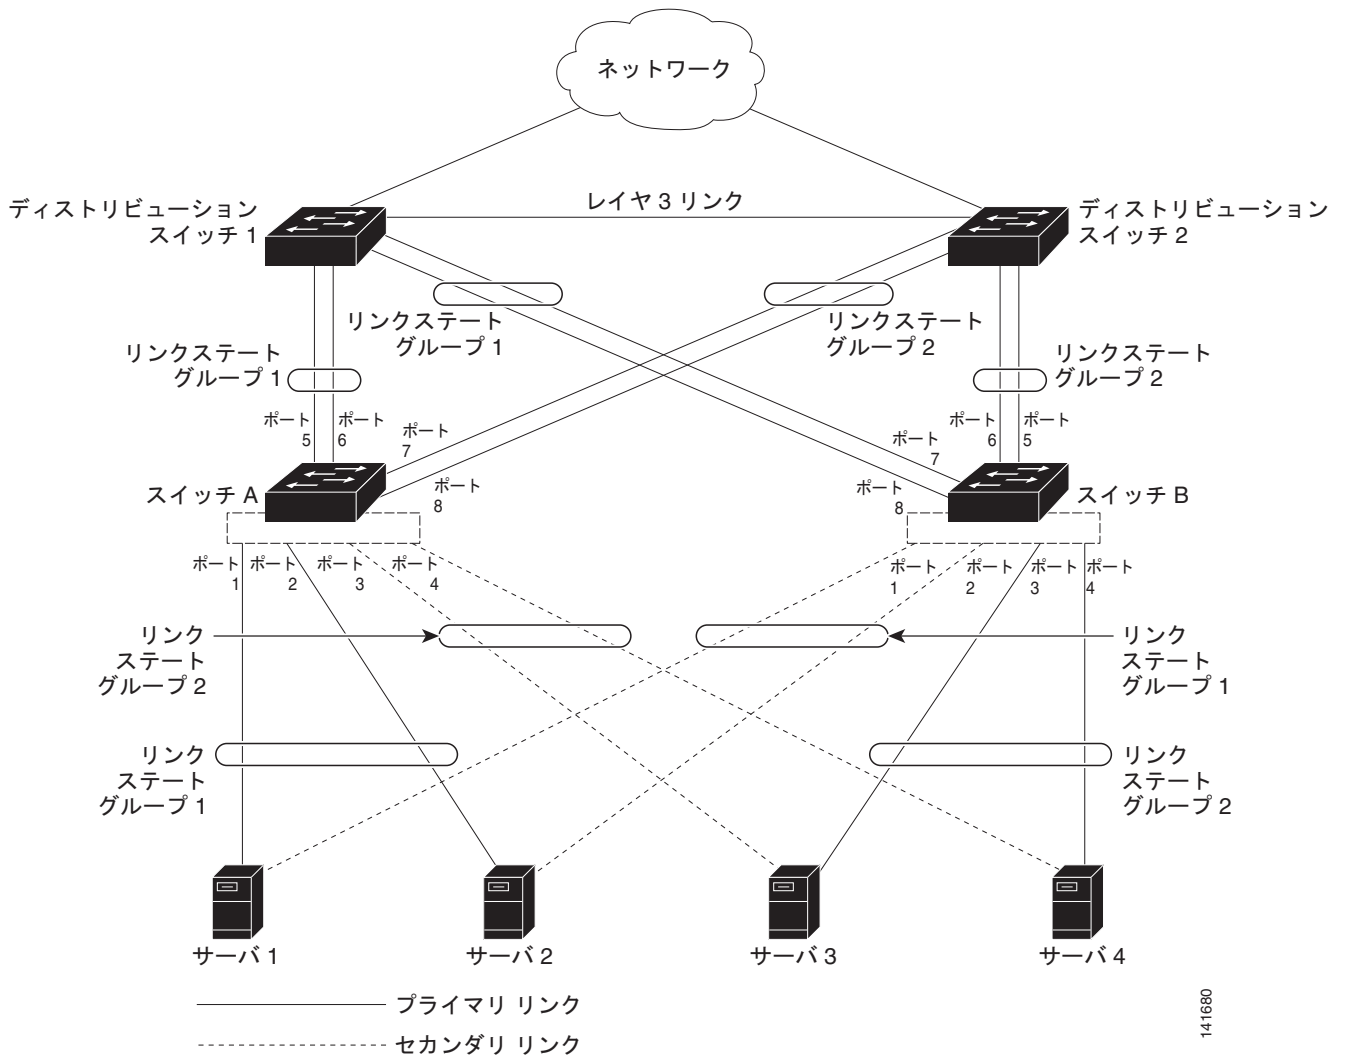 ネットワーク
レイヤ 3 リンク
ディストリビューション
スイッチ 1
ディストリビューション
スイッチ 2
リンクステート
グループ 1
リンクステート
グループ 2
リンクステート
グループ 1
リンクステート
グループ 2
ポート
5
ポート
6
ポート
7
ポート
8
ポート
7
ポート
6
ポート
5
ポート
8
スイッチ A
スイッチ B
ポート
1
ポート
2
ポート
3
ポート
4
ポート
1
ポート
2
ポート
3
ポート
4
リンク
ステート
グループ 2
リンク
ステート
グループ 1
リンク
ステート
グループ 1
リンク
ステート
グループ 2
サーバ 1
サーバ 2
サーバ 3
サーバ 4
プライマリ リンク
セカンダリ リンク
141680